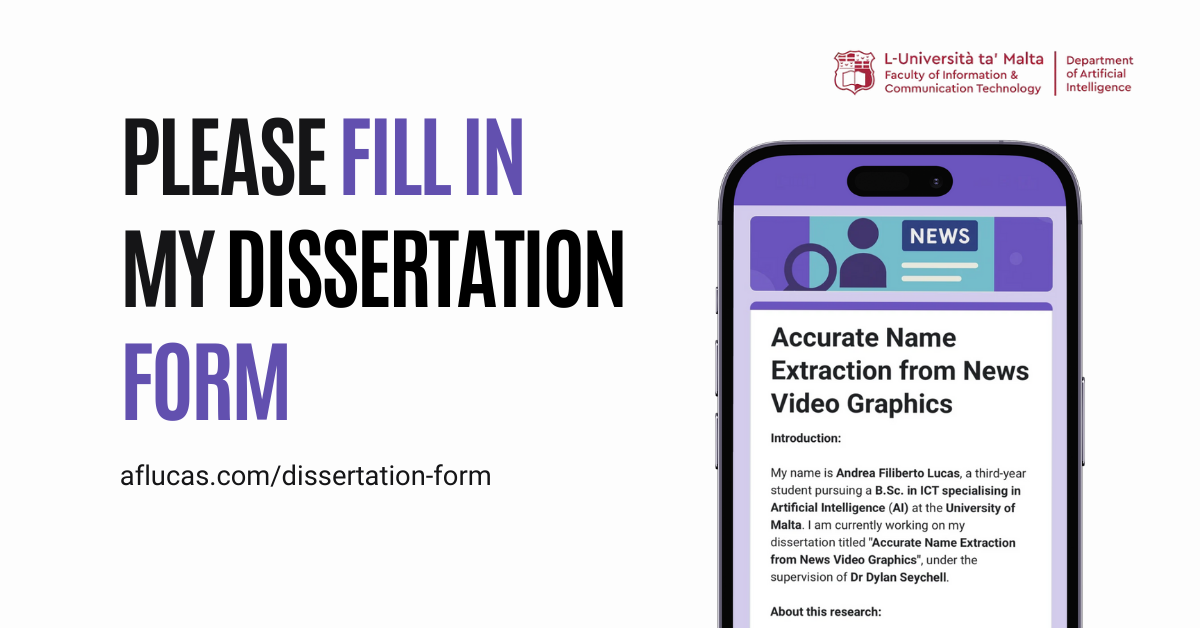 L-Università ta' Malta
Faculty of Information &
Communication Technology
Department
of Artificial
Intelligence
PLEASE FILL IN
MY DISSERTATION
FORM
aflucas.com/dissertation-form
NEWS
Accurate Name
Extraction from News
Video Graphics
Introduction:
My name is Andrea Filiberto Lucas, a third-year
student pursuing a B.Sc. in ICT specialising in
Artificial Intelligence (AI) at the University of
Malta. I am currently working on my
dissertation titled "Accurate Name Extraction
from News Video Graphics", under the
supervision of Dr Dylan Seychell.
About this research: